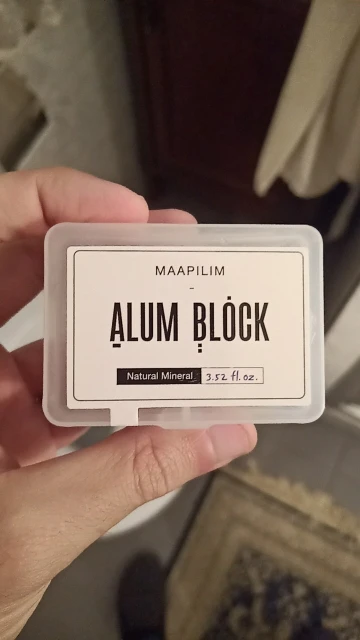 MAAPILIM
-
ALUM BLOCK
Natural Mineral 3.52 fl. oz.